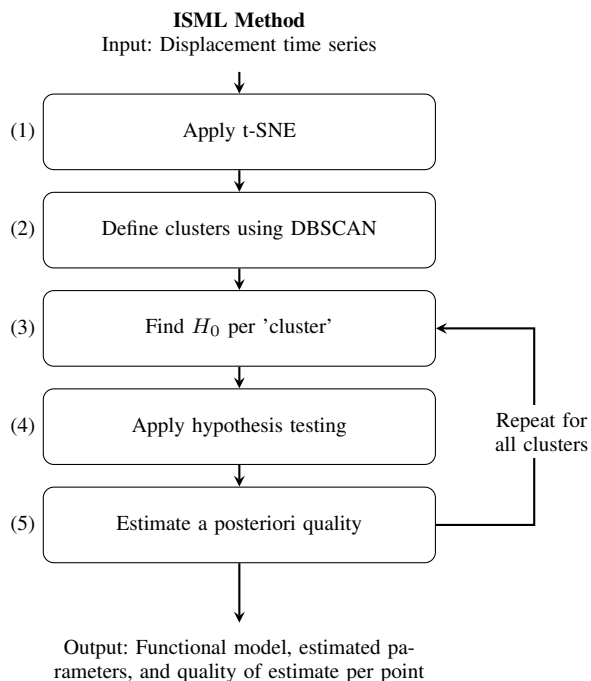 ISML Method
Input: Displacement time series
(1) Apply t-SNE
(2) Define clusters using DBSCAN
(3) Find H₀ per 'cluster'
(4) Apply hypothesis testing
Repeat for
all clusters
(5) Estimate a posteriori quality
Output: Functional model, estimated pa-
rameters, and quality of estimate per point